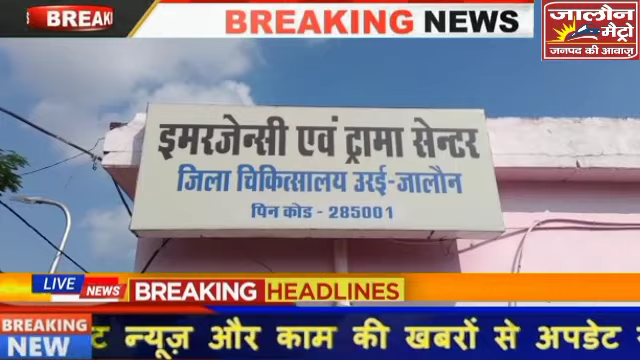 BREAKI
BREAKING NEWS
जालौन
मैट्रो
जनपद की आवाज़
इमरजेन्सी एवं ट्रामा सेन्टर
जिला चिकित्सालय उरई-जालौन
पिन कोड - 285001
LIVE
NEWS
BREAKING HEADLINES
BREAKING
NEW
न्यूज़ और काम की खबरों से अपडेट